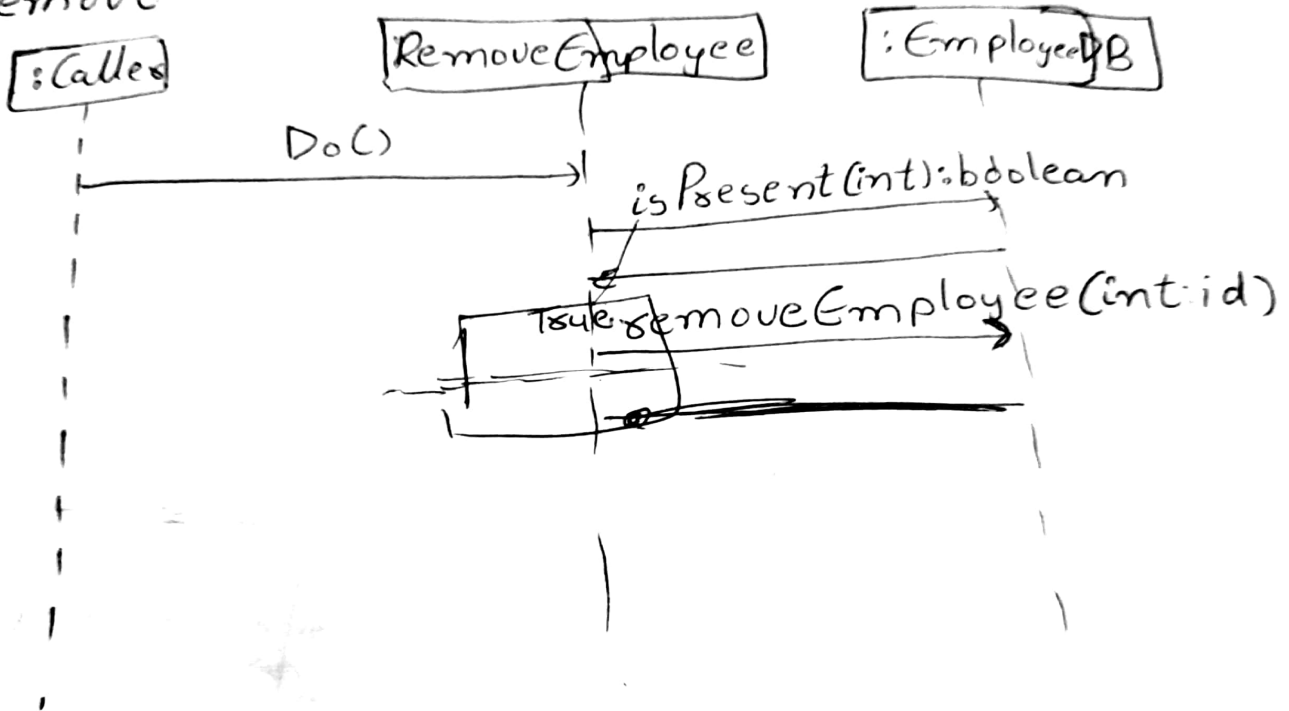 :Caller
RemoveEmployee
:EmployeeDB
Do()
isPresent(int):boolean
True
removeEmployee(int:id)